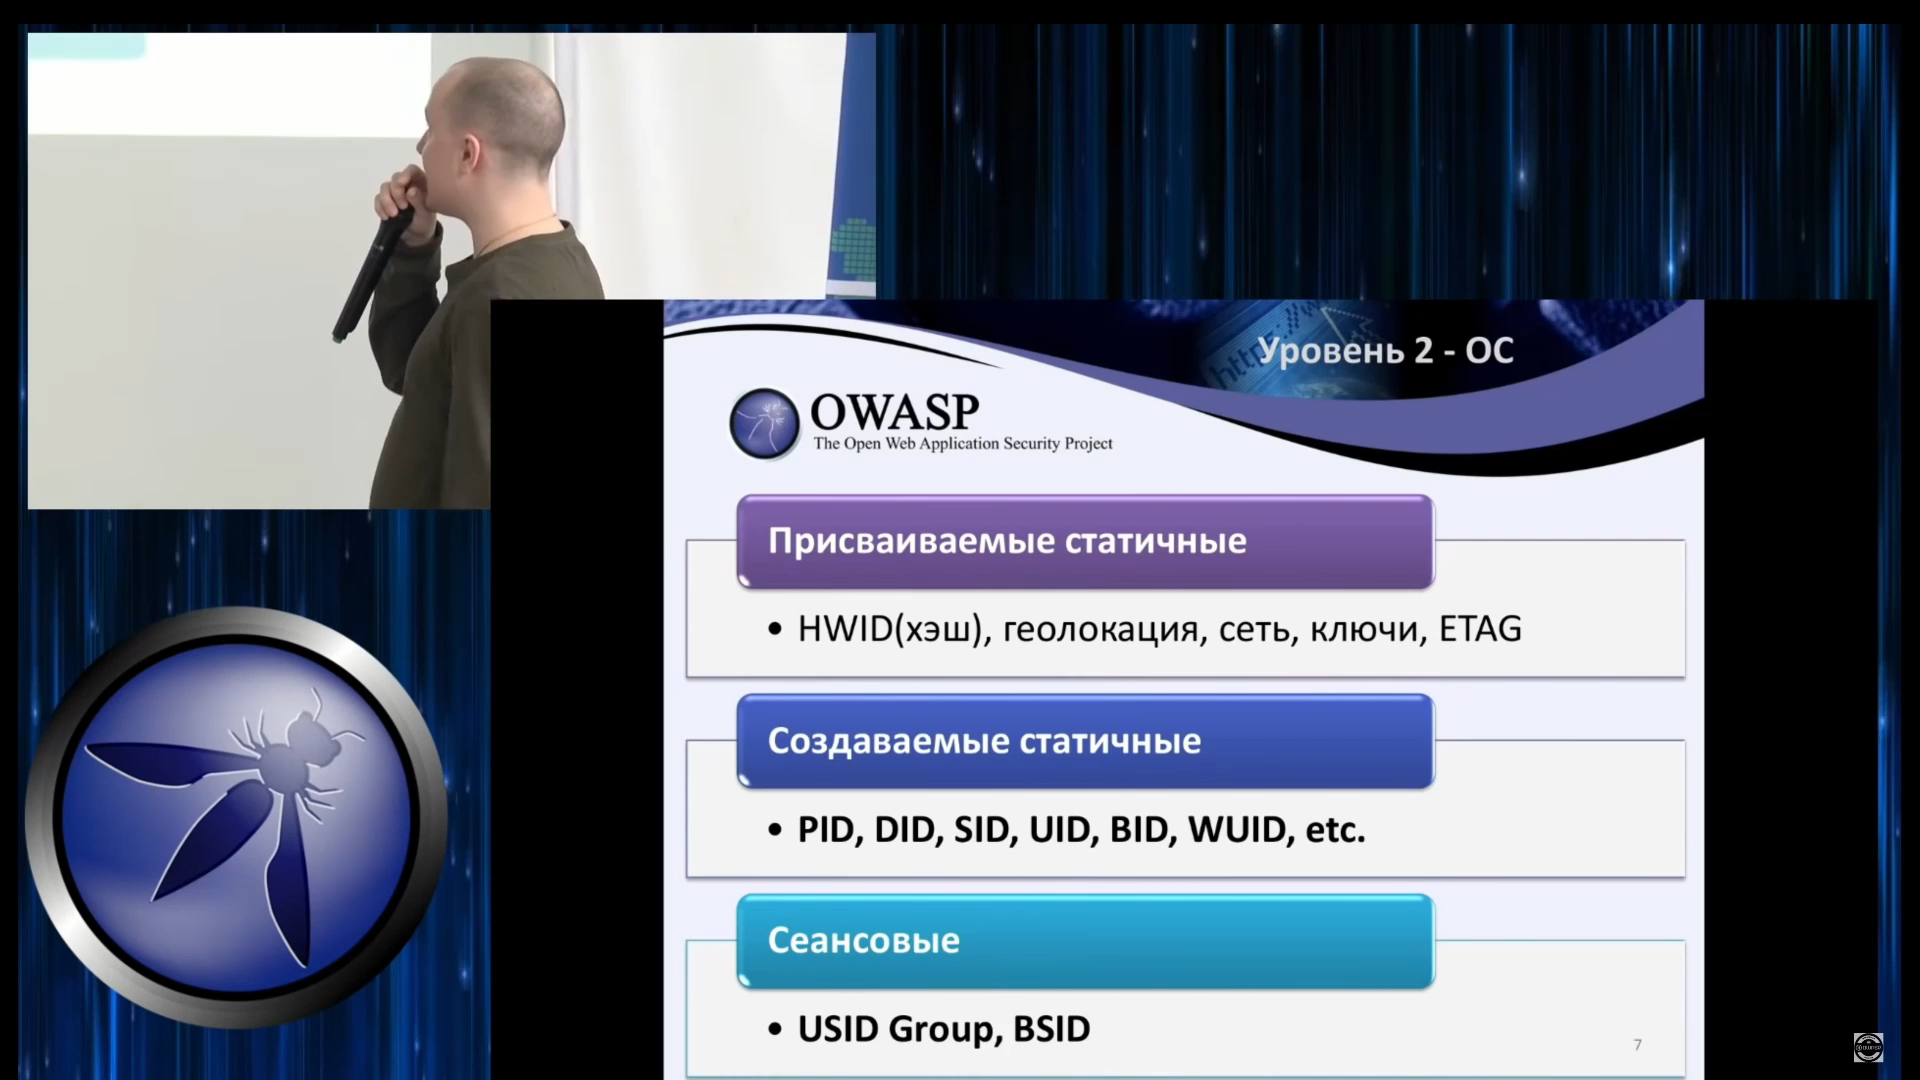 Уровень 2 - ОС
OWASP
The Open Web Application Security Project
Присваиваемые статичные
• HWID(хэш), геолокация, сеть, ключи, ETAG
Создаваемые статичные
• PID, DID, SID, UID, BID, WUID, etc.
Сеансовые
• USID Group, BSID
7